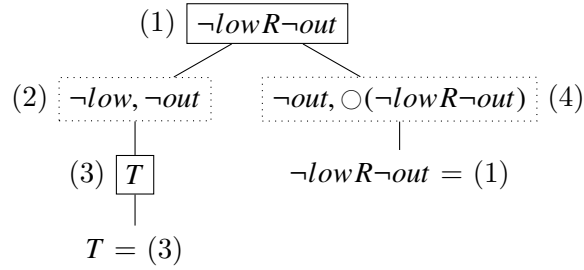 (1) ¬lowR¬out
(2) ¬low, ¬out ¬out, ○(¬lowR¬out) (4)
(3) T ¬lowR¬out = (1)
T = (3)